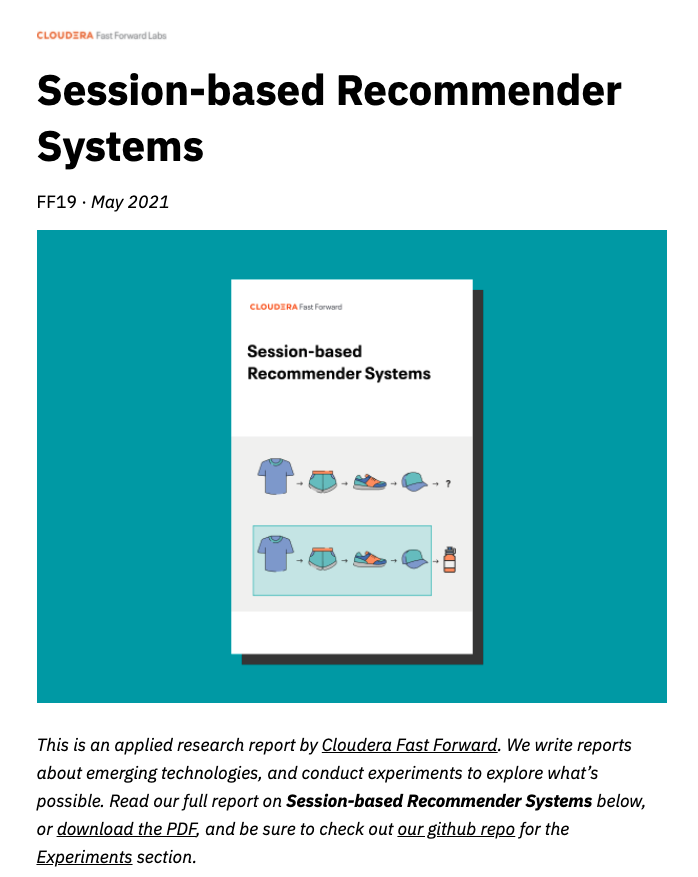 CLOUDERA Fast Forward Labs
Session-based Recommender
Systems
FF19 · May 2021
CLOUDERA Fast Forward
Session-based
Recommender Systems
?
This is an applied research report by Cloudera Fast Forward. We write reports
about emerging technologies, and conduct experiments to explore what’s
possible. Read our full report on Session-based Recommender Systems below,
or download the PDF, and be sure to check out our github repo for the
Experiments section.